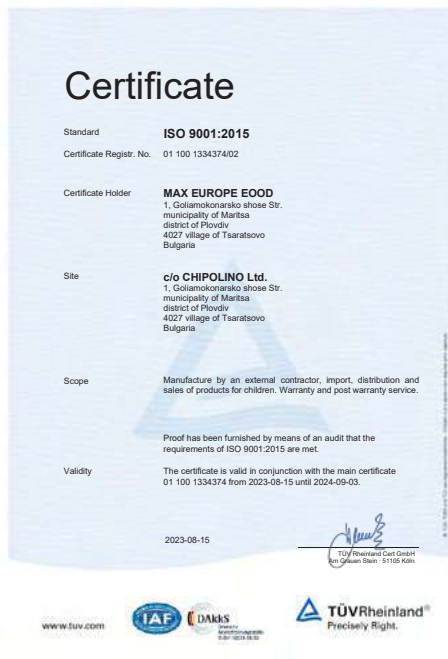 Certificate
Standard ISO 9001:2015
Certificate Registr. No. 01 100 1334374/02
Certificate Holder MAX EUROPE EOOD
1, Goliamokonarsko shose Str.
municipality of Maritsa
district of Plovdiv
4027 village of Tsaratsovo
Bulgaria
Site c/o CHIPOLINO Ltd.
1, Goliamokonarsko shose Str.
municipality of Maritsa
district of Plovdiv
4027 village of Tsaratsovo
Bulgaria
Scope Manufacture by an external contractor, import, distribution and
sales of products for children. Warranty and post warranty service.
Proof has been furnished by means of an audit that the
requirements of ISO 9001:2015 are met.
Validity The certificate is valid in conjunction with the main certificate
01 100 1334374 from 2023-08-15 until 2024-09-03.
2023-08-15
TÜV Rheinland Cert GmbH
Am Grauen Stein · 51105 Köln
www.tuv.com
IAF
DAkkS
Deutsche
Akkreditierungsstelle
TÜVRheinland®
Precisely Right.